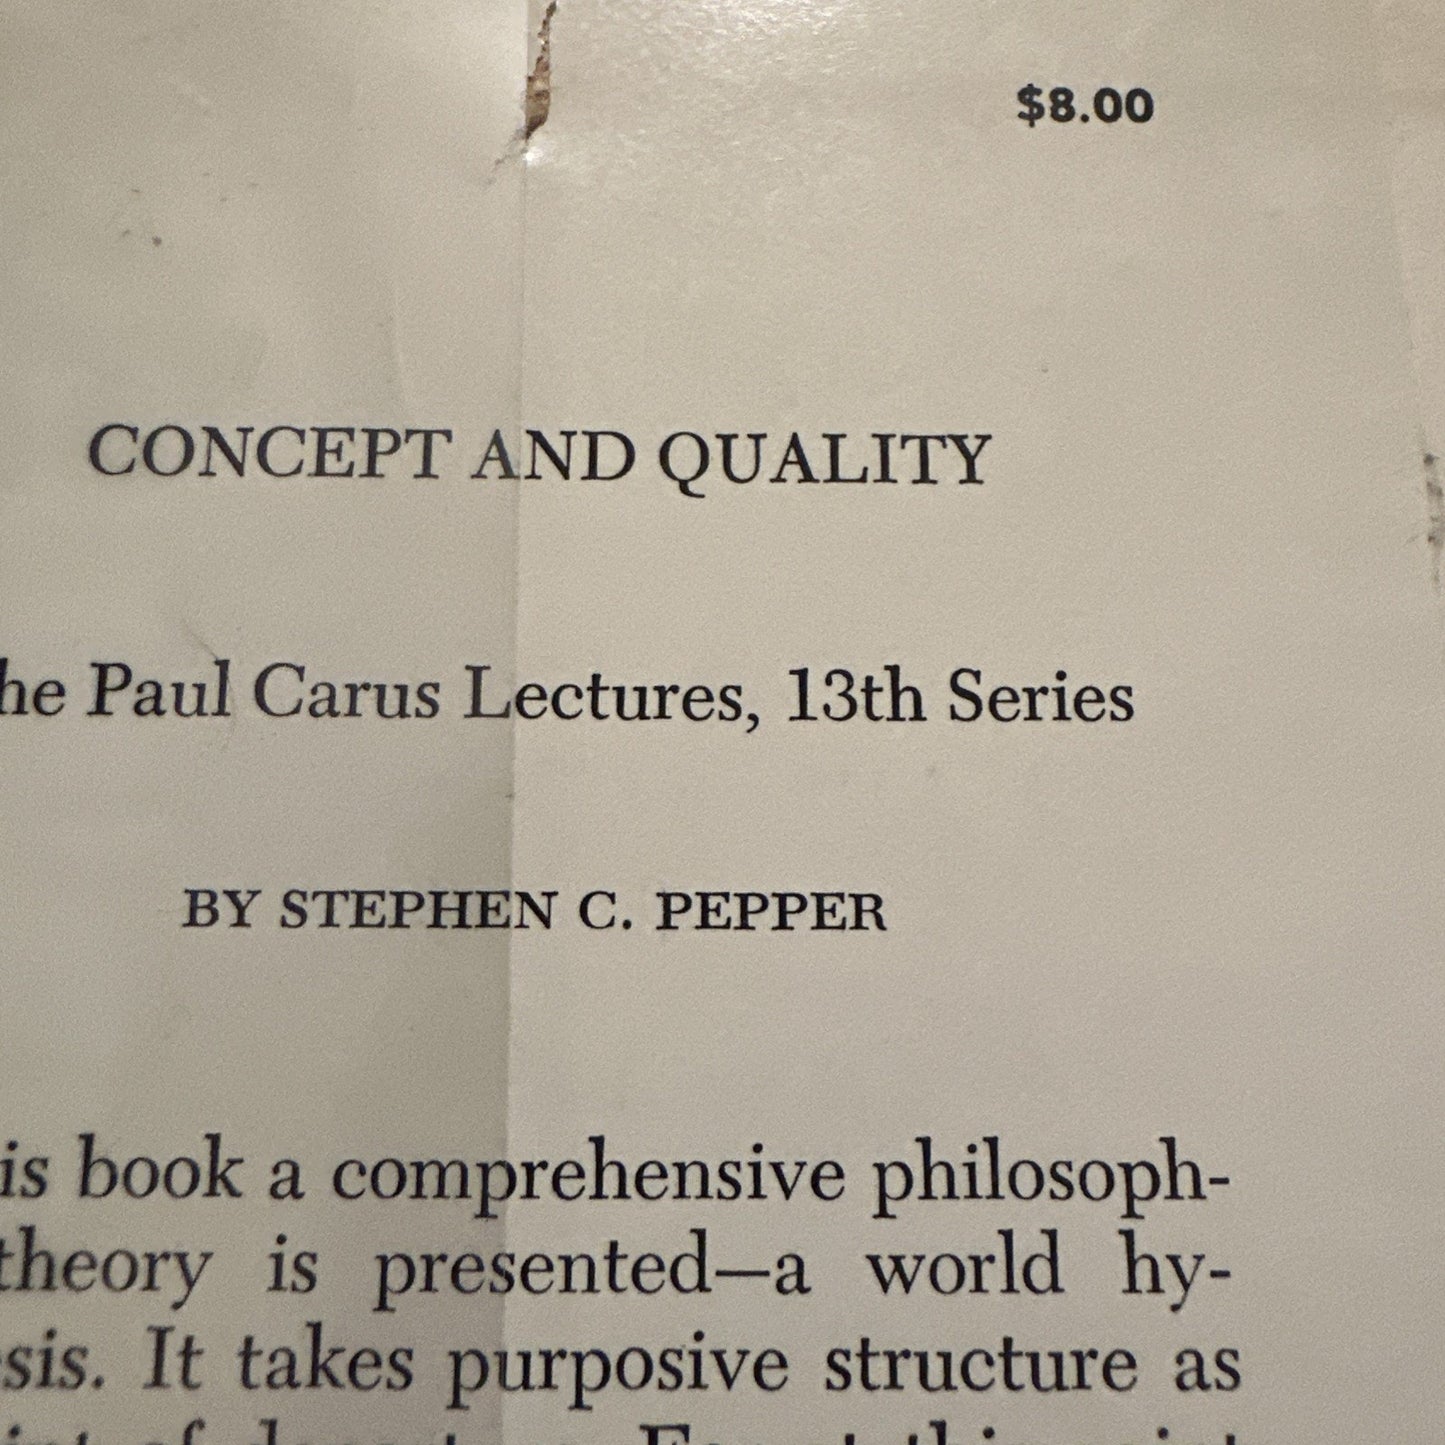 $8.00
CONCEPT AND QUALITY
he Paul Carus Lectures, 13th Series
BY STEPHEN C. PEPPER
is book a comprehensive philosoph-
theory is presented—a world hy-
sis. It takes purposive structure as